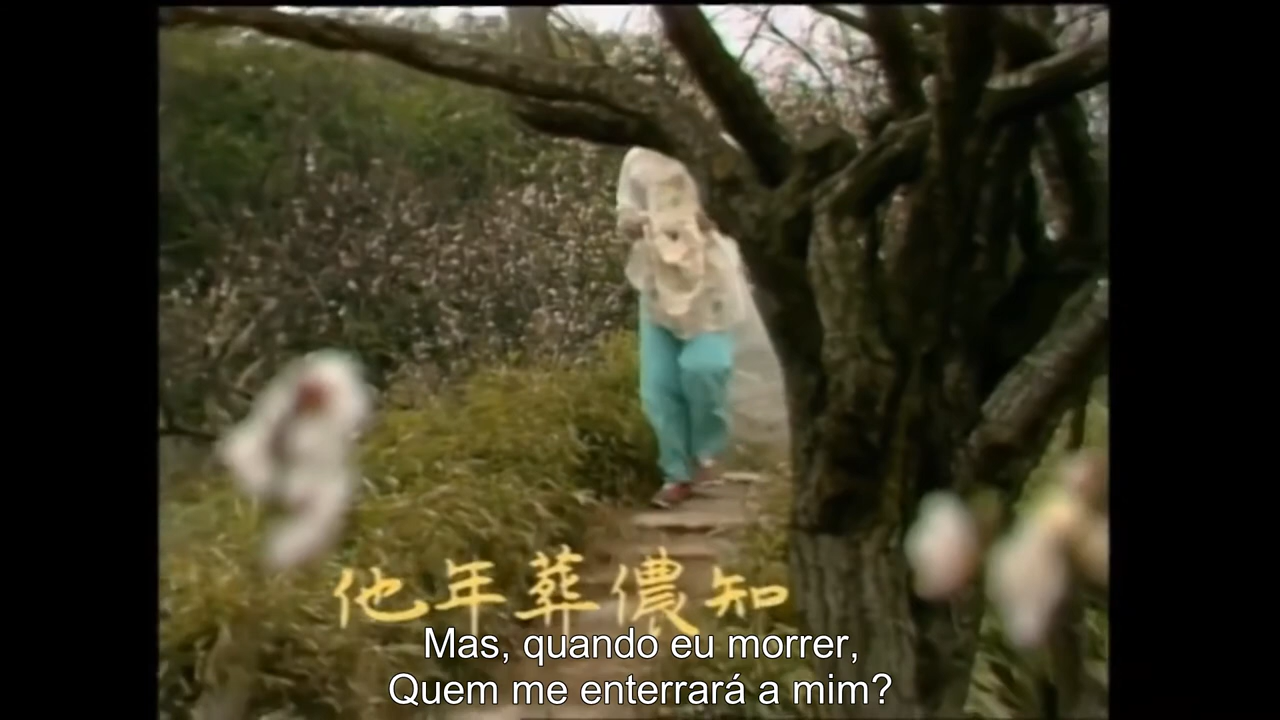 他年葬儂知
Mas, quando eu morrer,
Quem me enterrará a mim?